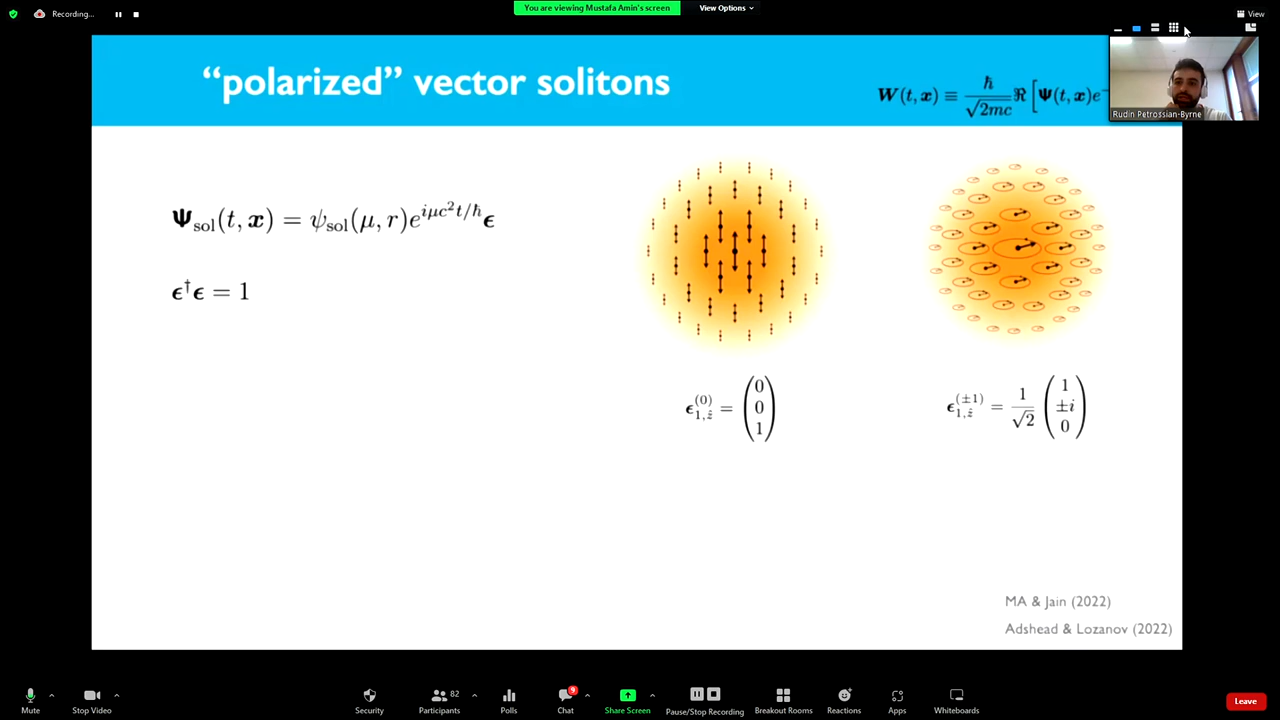 Recording...
You are viewing Mustafa Amin's screen
View Options
View
“polarized” vector solitons
W(t, x) ≡ ℏ/√2mc ℜ [Ψ(t, x)e⁻
Rudin Petrossian-Byrne
Ψ_sol(t, x) = ψ_sol(μ, r)e^{iμc²t/ℏ}ϵ
ϵ†ϵ = 1
ϵ^{(0)}_{1,ẑ} = (0 0 1)
ϵ^{(±1)}_{1,ẑ} = 1/√2 (1 ±i 0)
MA & Jain (2022)
Adshead & Lozanov (2022)
Mute
Stop Video
Security
82
Participants
Polls
9
Chat
Share Screen
Pause/Stop Recording
Breakout Rooms
Reactions
Apps
Whiteboards
Leave